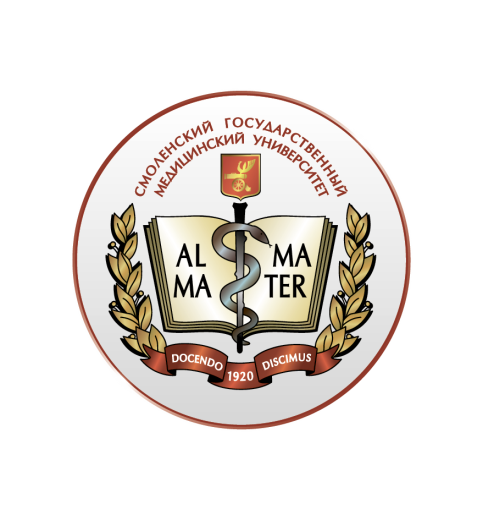 СМОЛЕНСКИЙ ГОСУДАРСТВЕННЫЙ
МЕДИЦИНСКИЙ УНИВЕРСИТЕТ
AL MA
MA TER
DOCENDO 1920 DISCIMUS